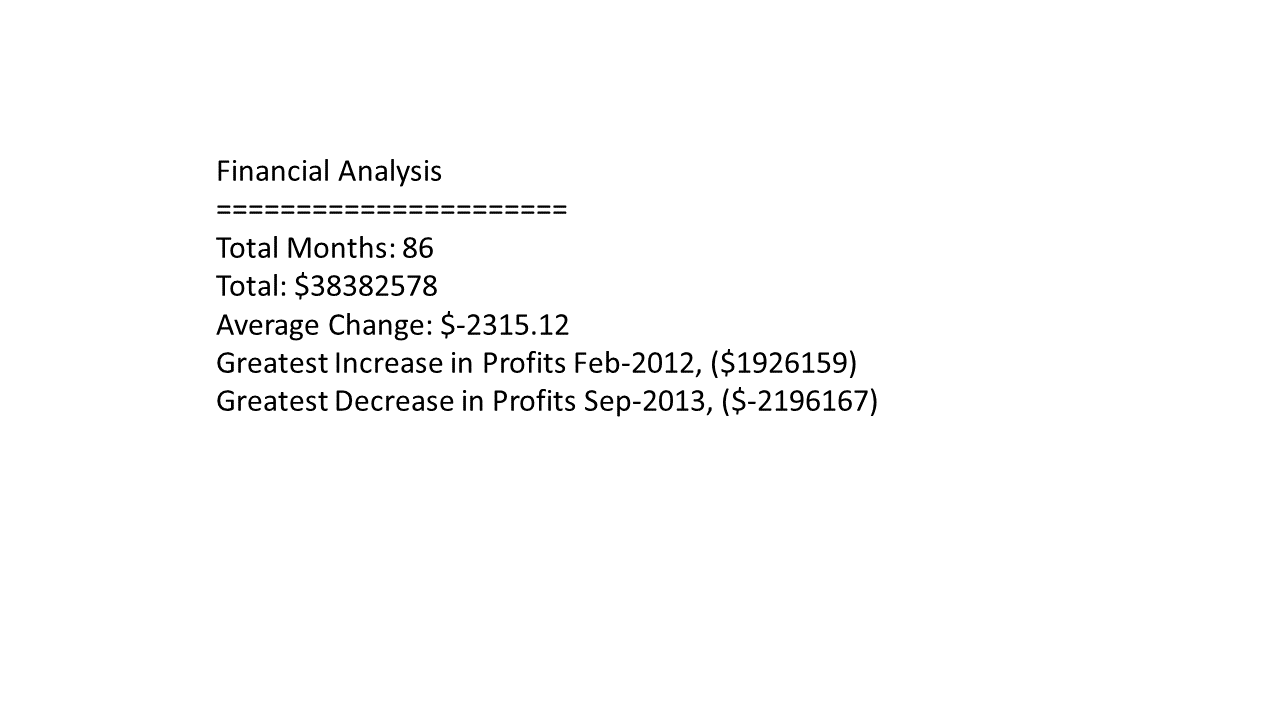 Financial Analysis
======================
Total Months: 86
Total: $38382578
Average Change: $-2315.12
Greatest Increase in Profits Feb-2012, ($1926159)
Greatest Decrease in Profits Sep-2013, ($-2196167)